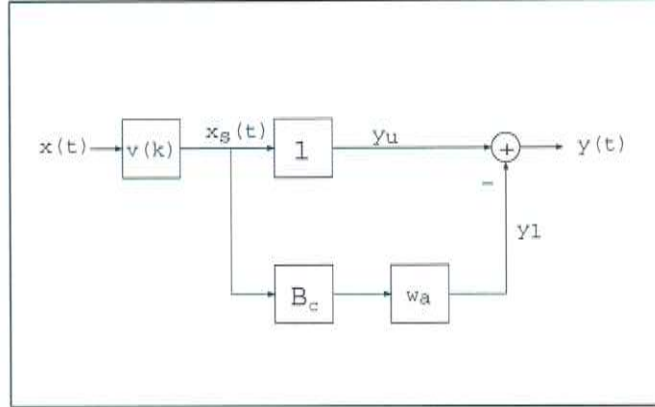 x(t)
v(k)
xs(t)
1
yu
+
y(t)
-
yl
Bc
wa